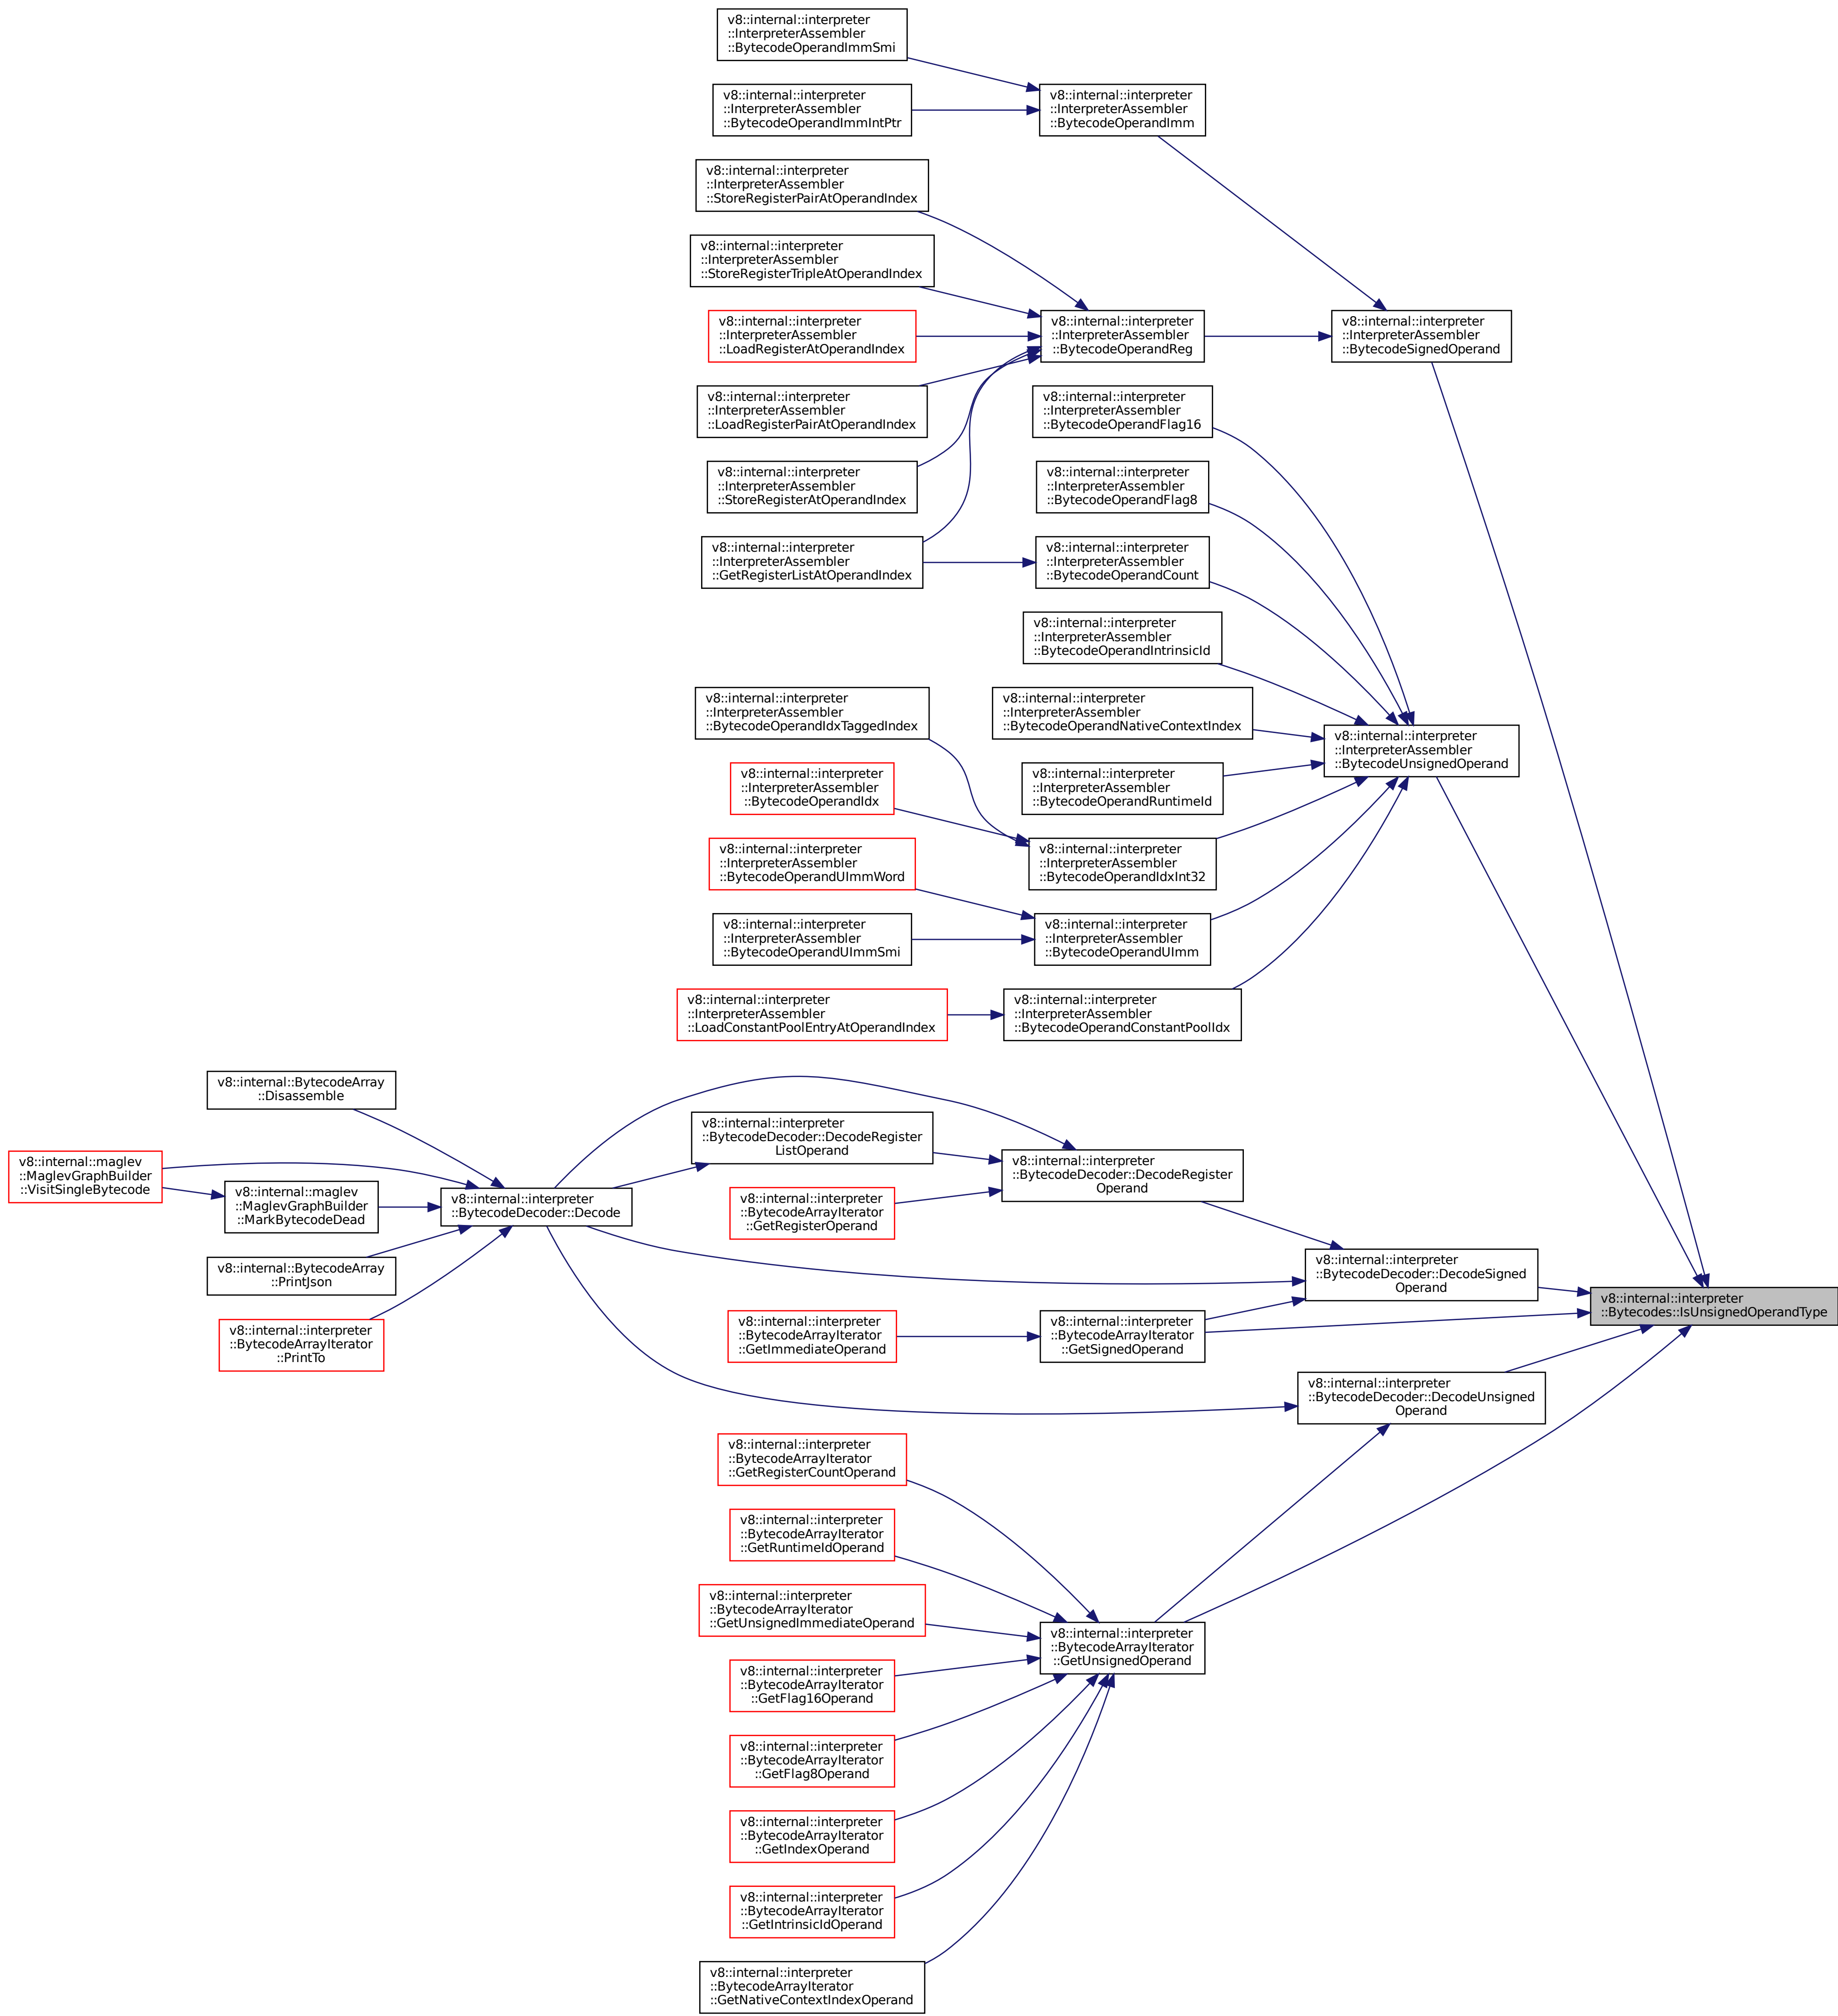 v8::internal::interpreter
::InterpreterAssembler
::BytecodeOperandImmSmi
v8::internal::interpreter
::InterpreterAssembler
::BytecodeOperandImmIntPtr
v8::internal::interpreter
::InterpreterAssembler
::BytecodeOperandImm
v8::internal::interpreter
::InterpreterAssembler
::StoreRegisterPairAtOperandIndex
v8::internal::interpreter
::InterpreterAssembler
::StoreRegisterTripleAtOperandIndex
v8::internal::interpreter
::InterpreterAssembler
::LoadRegisterAtOperandIndex
v8::internal::interpreter
::InterpreterAssembler
::BytecodeOperandReg
v8::internal::interpreter
::InterpreterAssembler
::BytecodeSignedOperand
v8::internal::interpreter
::InterpreterAssembler
::LoadRegisterPairAtOperandIndex
v8::internal::interpreter
::InterpreterAssembler
::BytecodeOperandFlag16
v8::internal::interpreter
::InterpreterAssembler
::StoreRegisterAtOperandIndex
v8::internal::interpreter
::InterpreterAssembler
::BytecodeOperandFlag8
v8::internal::interpreter
::InterpreterAssembler
::GetRegisterListAtOperandIndex
v8::internal::interpreter
::InterpreterAssembler
::BytecodeOperandCount
v8::internal::interpreter
::InterpreterAssembler
::BytecodeOperandIntrinsicId
v8::internal::interpreter
::InterpreterAssembler
::BytecodeOperandIdxTaggedIndex
v8::internal::interpreter
::InterpreterAssembler
::BytecodeOperandNativeContextIndex
v8::internal::interpreter
::InterpreterAssembler
::BytecodeUnsignedOperand
v8::internal::interpreter
::InterpreterAssembler
::BytecodeOperandIdx
v8::internal::interpreter
::InterpreterAssembler
::BytecodeOperandRuntimeId
v8::internal::interpreter
::InterpreterAssembler
::BytecodeOperandUImmWord
v8::internal::interpreter
::InterpreterAssembler
::BytecodeOperandIdxInt32
v8::internal::interpreter
::InterpreterAssembler
::BytecodeOperandUImmSmi
v8::internal::interpreter
::InterpreterAssembler
::BytecodeOperandUImm
v8::internal::interpreter
::InterpreterAssembler
::LoadConstantPoolEntryAtOperandIndex
v8::internal::interpreter
::InterpreterAssembler
::BytecodeOperandConstantPoolIdx
v8::internal::BytecodeArray
::Disassemble
v8::internal::interpreter
::BytecodeDecoder::DecodeRegister
ListOperand
v8::internal::maglev
::MaglevGraphBuilder
::VisitSingleBytecode
v8::internal::maglev
::MaglevGraphBuilder
::MarkBytecodeDead
v8::internal::interpreter
::BytecodeDecoder::Decode
v8::internal::interpreter
::BytecodeArrayIterator
::GetRegisterOperand
v8::internal::interpreter
::BytecodeDecoder::DecodeRegister
Operand
v8::internal::BytecodeArray
::PrintJson
v8::internal::interpreter
::BytecodeDecoder::DecodeSigned
Operand
v8::internal::interpreter
::Bytecodes::IsUnsignedOperandType
v8::internal::interpreter
::BytecodeArrayIterator
::PrintTo
v8::internal::interpreter
::BytecodeArrayIterator
::GetImmediateOperand
v8::internal::interpreter
::BytecodeArrayIterator
::GetSignedOperand
v8::internal::interpreter
::BytecodeDecoder::DecodeUnsigned
Operand
v8::internal::interpreter
::BytecodeArrayIterator
::GetRegisterCountOperand
v8::internal::interpreter
::BytecodeArrayIterator
::GetRuntimeIdOperand
v8::internal::interpreter
::BytecodeArrayIterator
::GetUnsignedImmediateOperand
v8::internal::interpreter
::BytecodeArrayIterator
::GetUnsignedOperand
v8::internal::interpreter
::BytecodeArrayIterator
::GetFlag16Operand
v8::internal::interpreter
::BytecodeArrayIterator
::GetFlag8Operand
v8::internal::interpreter
::BytecodeArrayIterator
::GetIndexOperand
v8::internal::interpreter
::BytecodeArrayIterator
::GetIntrinsicIdOperand
v8::internal::interpreter
::BytecodeArrayIterator
::GetNativeContextIndexOperand